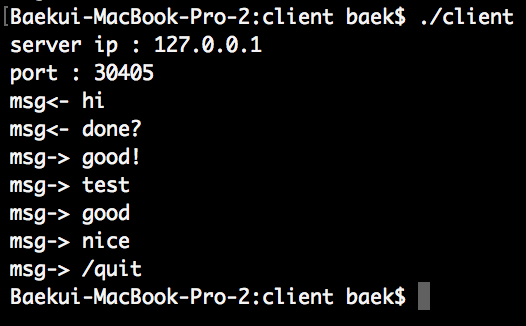 [Baekui-MacBook-Pro-2:client baek$ ./client
server ip : 127.0.0.1
port : 30405
msg<- hi
msg<- done?
msg-> good!
msg-> test
msg-> good
msg-> nice
msg-> /quit
Baekui-MacBook-Pro-2:client baek$